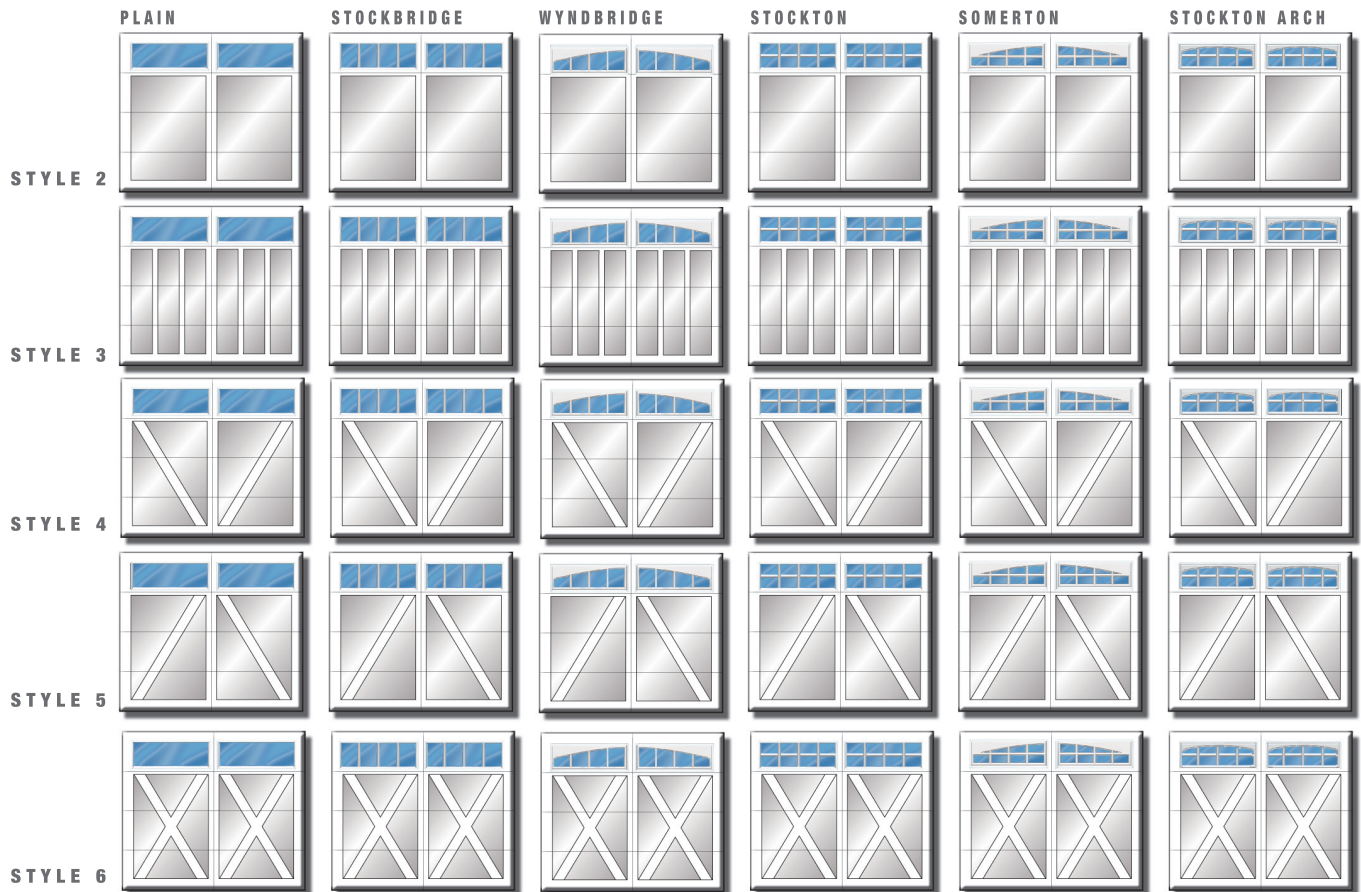 PLAIN STOCKBRIDGE WYNDBRIDGE STOCKTON SOMERTON STOCKTON ARCH
STYLE 2
STYLE 3
STYLE 4
STYLE 5
STYLE 6